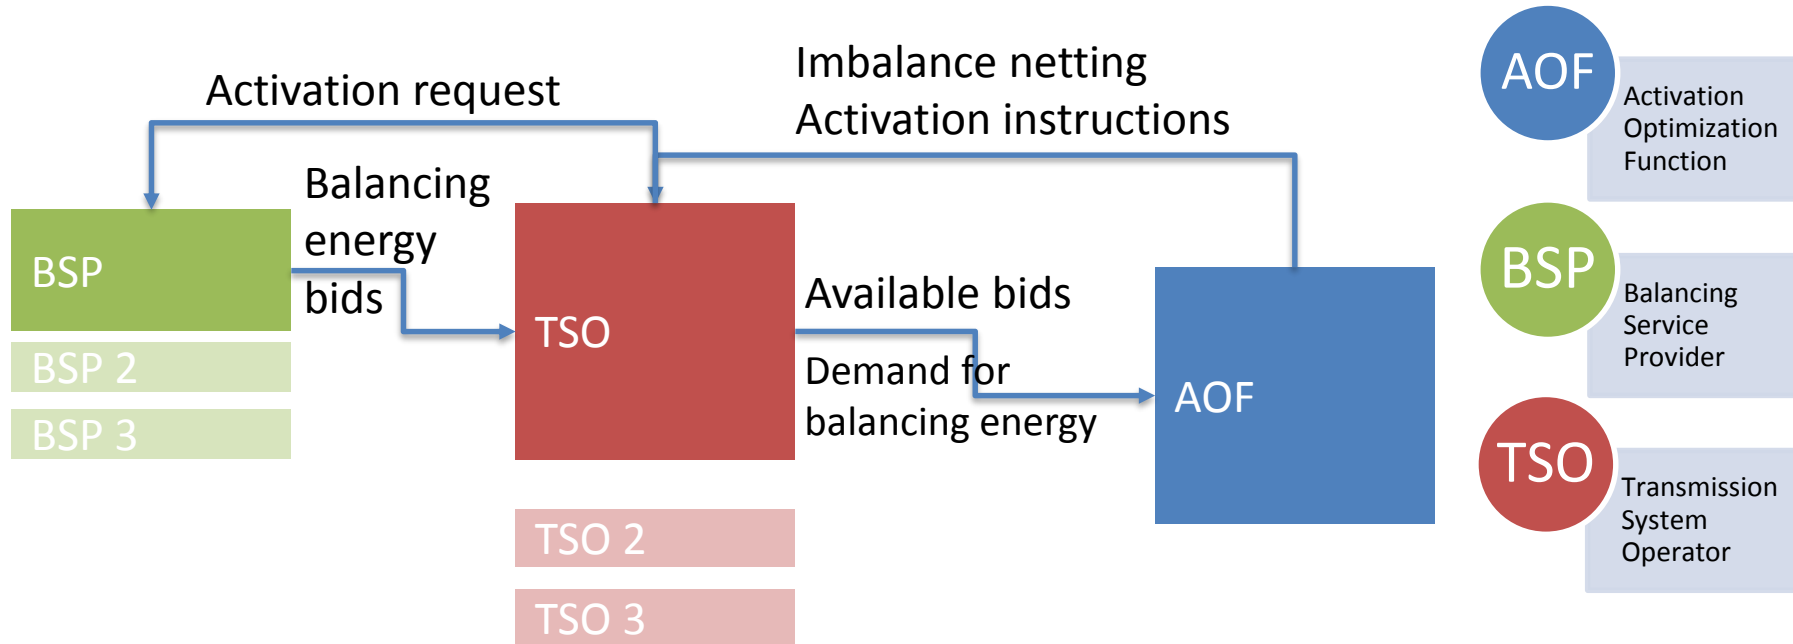 Activation request
Imbalance netting
Activation instructions
Balancing
energy
bids
BSP
BSP 2
BSP 3
TSO
TSO 2
TSO 3
Available bids
Demand for
balancing energy
AOF
AOF
Activation
Optimization
Function
BSP
Balancing
Service
Provider
TSO
Transmission
System
Operator